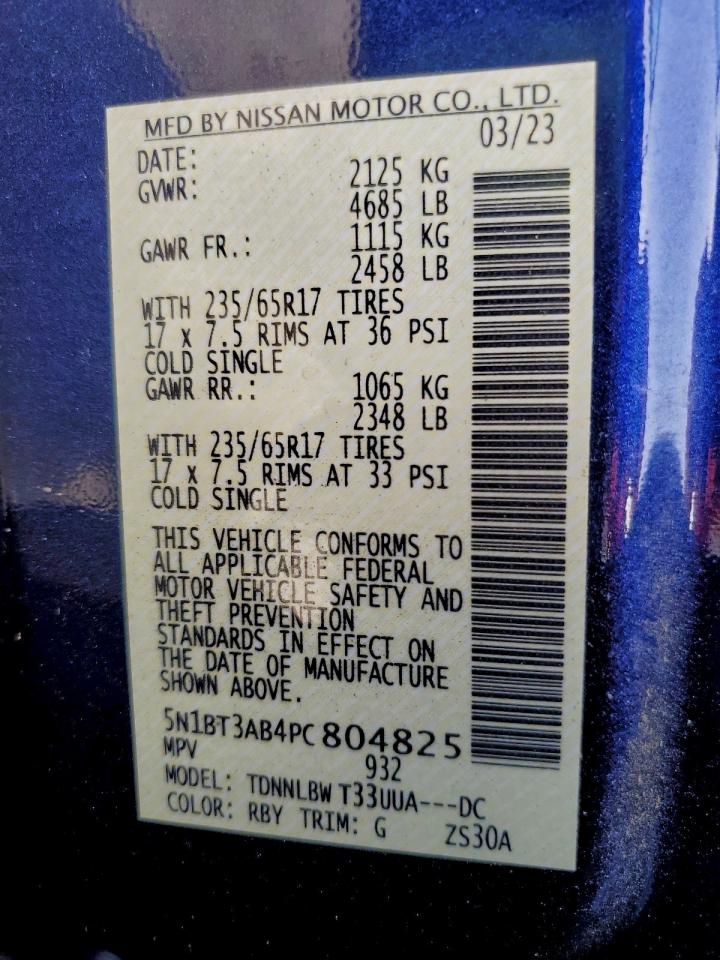 MFD BY NISSAN MOTOR CO., LTD.
DATE: 03/23
GVWR: 2125 KG
4685 LB
GAWR FR.: 1115 KG
2458 LB
WITH 235/65R17 TIRES
17 x 7.5 RIMS AT 36 PSI
COLD SINGLE
GAWR RR.: 1065 KG
2348 LB
WITH 235/65R17 TIRES
17 x 7.5 RIMS AT 33 PSI
COLD SINGLE
THIS VEHICLE CONFORMS TO
ALL APPLICABLE FEDERAL
MOTOR VEHICLE SAFETY AND
THEFT PREVENTION
STANDARDS IN EFFECT ON
THE DATE OF MANUFACTURE
SHOWN ABOVE.
5N1BT3AB4PC804825
MPV 932
MODEL: TDNNLBW T33UUA---DC
COLOR: RBY TRIM: G ZS30A